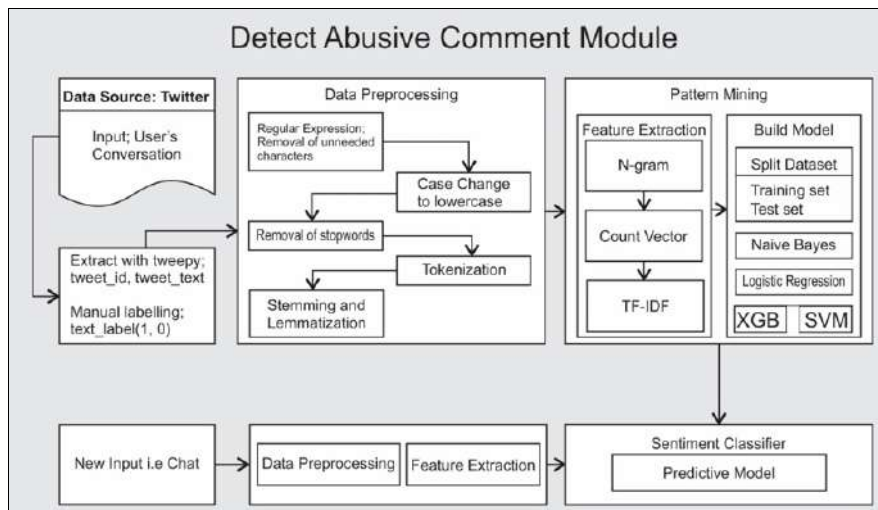 Detect Abusive Comment Module
Data Source: Twitter
Input; User's
Conversation
Extract with tweepy;
tweet_id, tweet_text
Manual labelling;
text_label(1, 0)
Data Preprocessing
Regular Expression;
Removal of unneeded
characters
Case Change
to lowercase
Removal of stopwords
Tokenization
Stemming and
Lemmatization
Pattern Mining
Feature Extraction
N-gram
Count Vector
TF-IDF
Build Model
Split Dataset
Training set
Test set
Naive Bayes
Logistic Regression
XGB
SVM
New Input i.e Chat
Data Preprocessing
Feature Extraction
Sentiment Classifier
Predictive Model